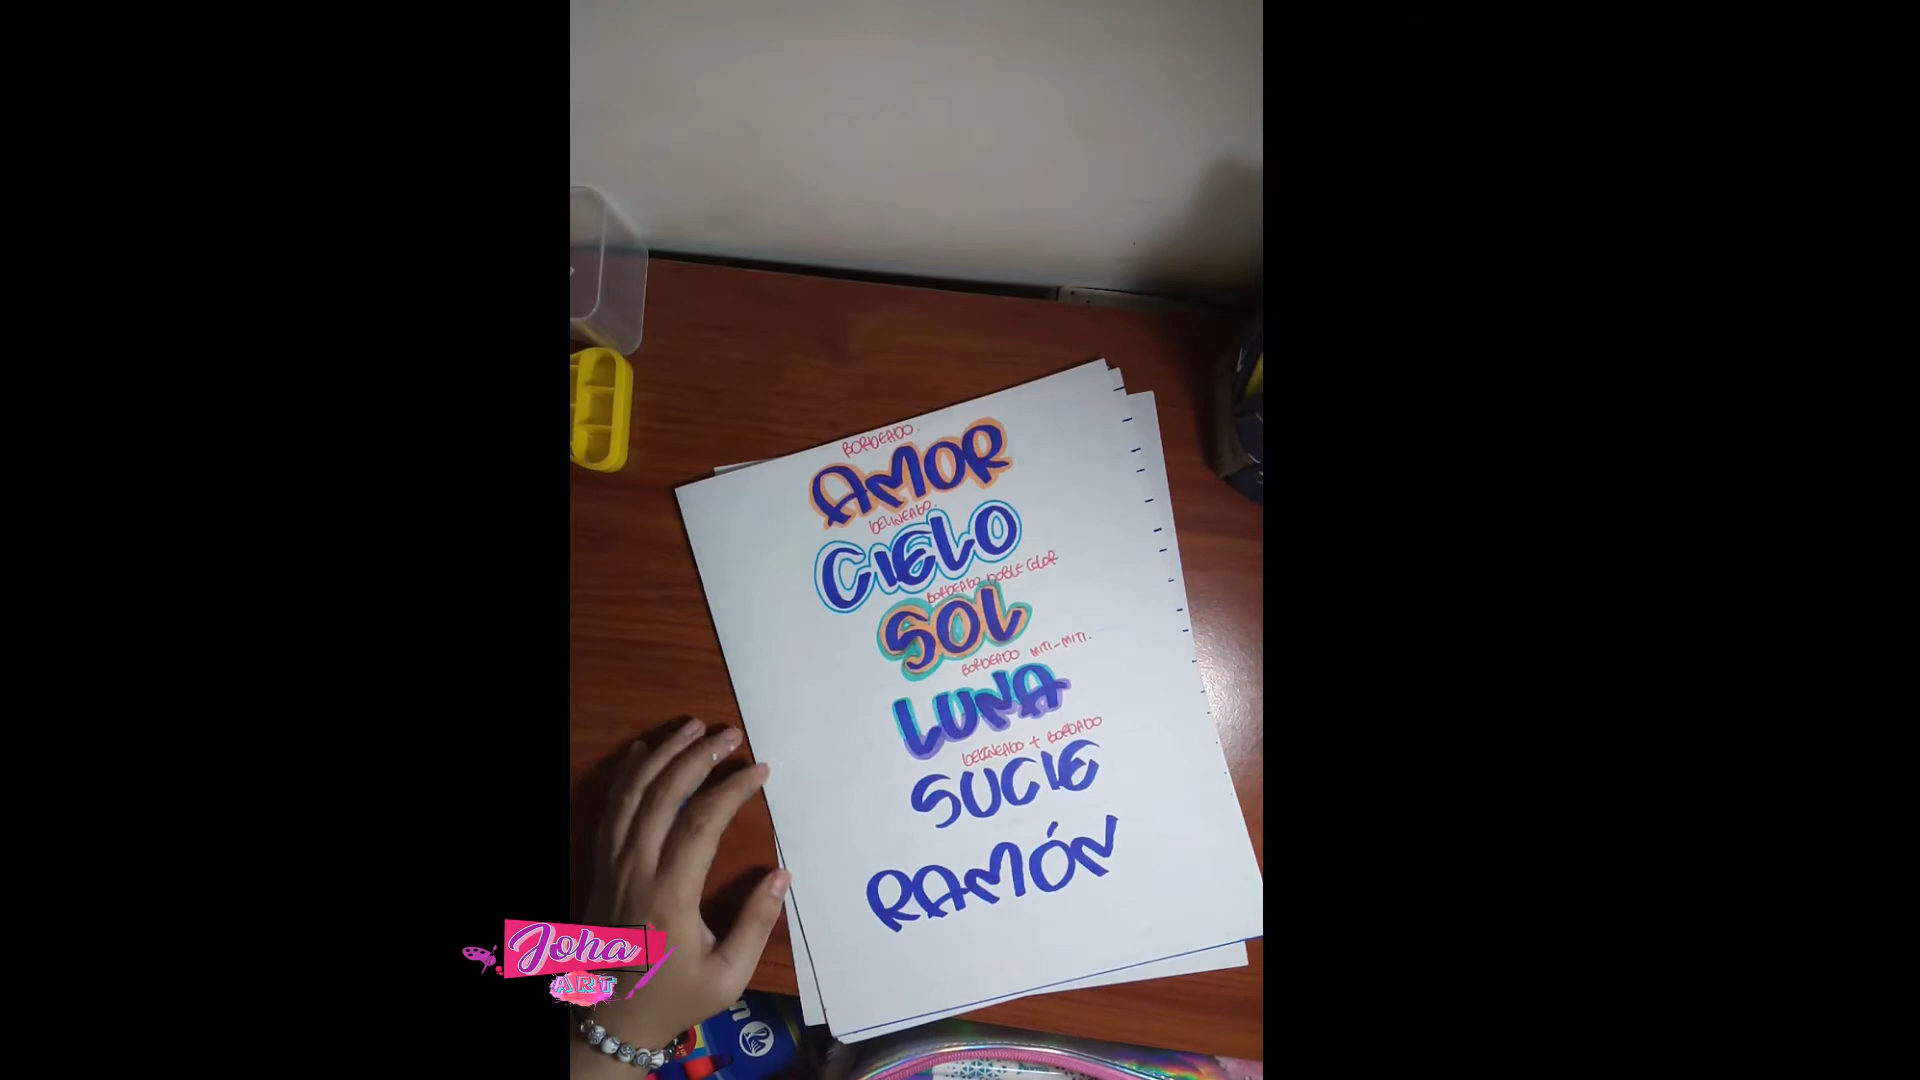 BORDEADO.
AMOR
DELINEADO.
CIELO
BORDEADO DOBLE COLOR
SOL
BORDEADO MITI-MITI.
LUNA
DELINEADO + BORDADO
SUCIE
RAMÓN
Joha
ART